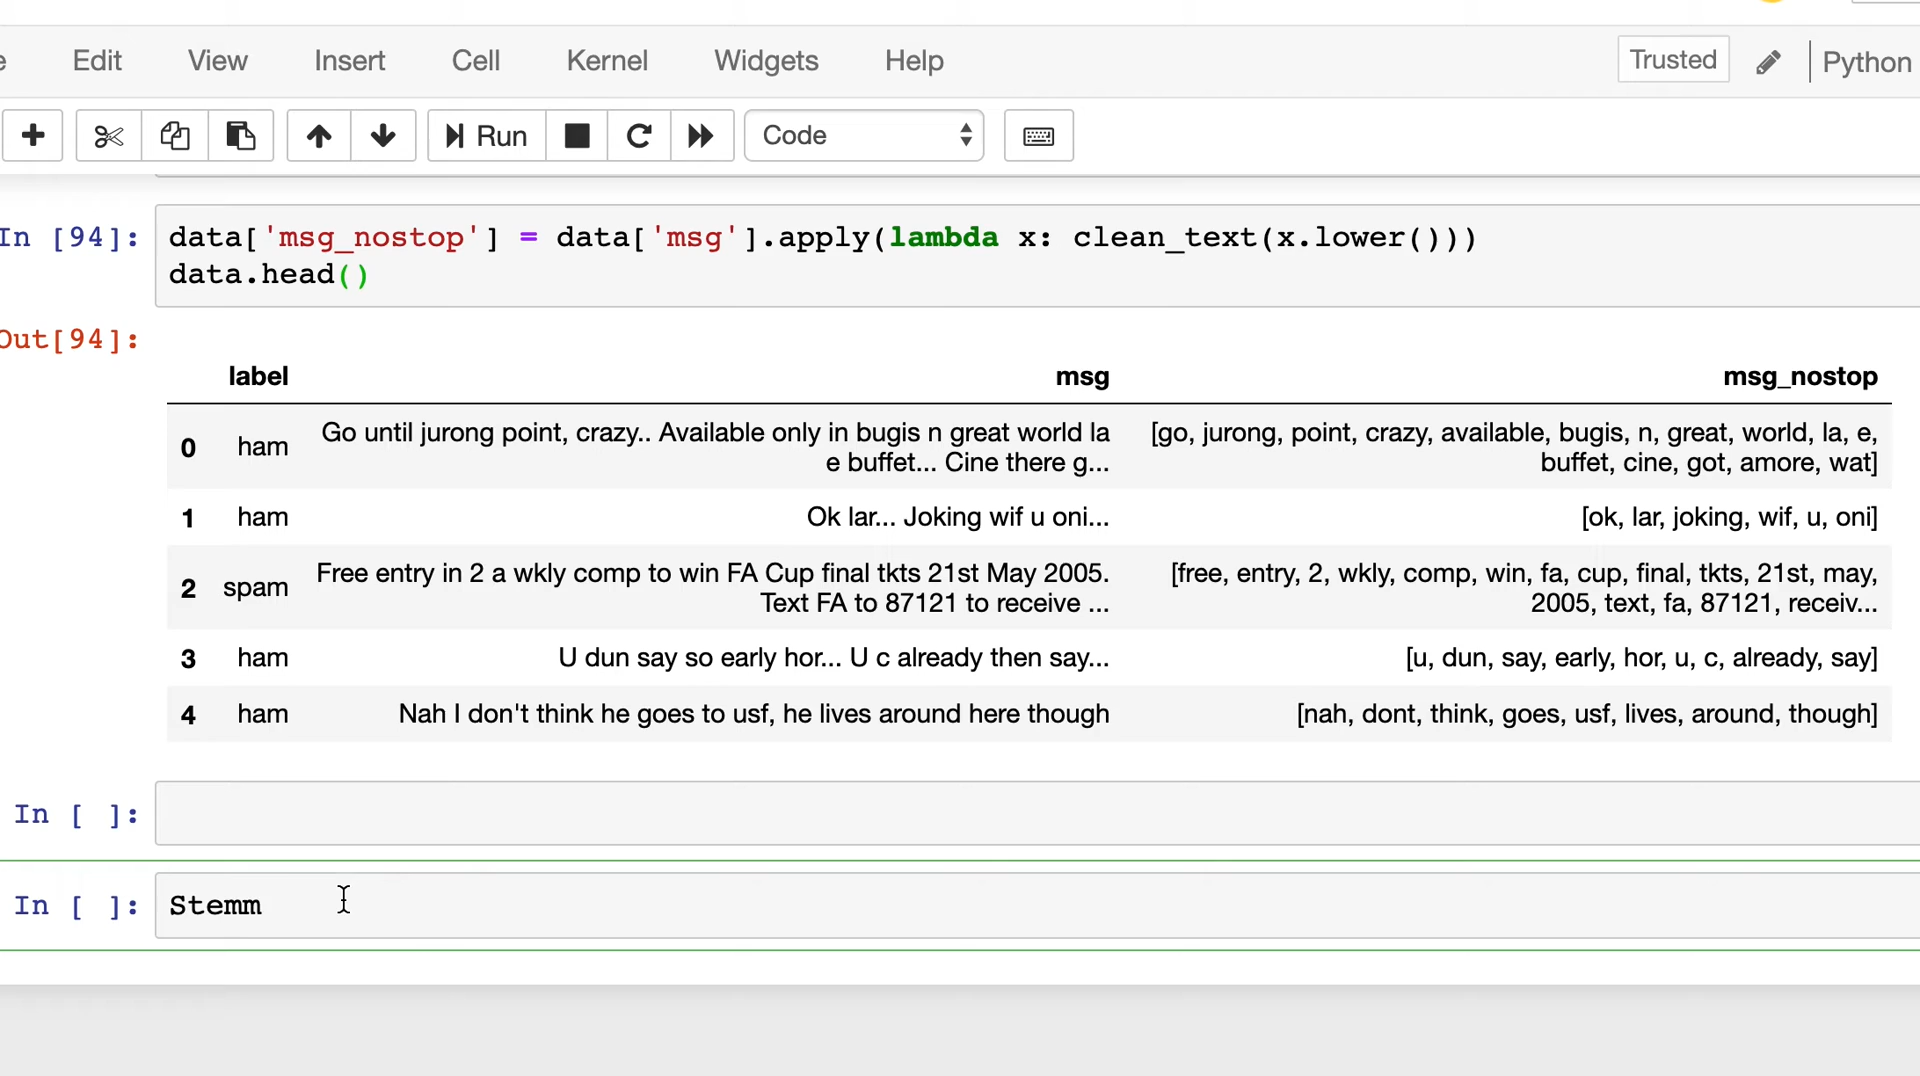 e Edit View Insert Cell Kernel Widgets Help Trusted Python
Run Code
In [94]: data['msg_nostop'] = data['msg'].apply(lambda x: clean_text(x.lower()))
data.head()
Out[94]:
label msg msg_nostop
0 ham Go until jurong point, crazy.. Available only in bugis n great world la [go, jurong, point, crazy, available, bugis, n, great, world, la, e,
e buffet... Cine there g... buffet, cine, got, amore, wat]
1 ham Ok lar... Joking wif u oni... [ok, lar, joking, wif, u, oni]
2 spam Free entry in 2 a wkly comp to win FA Cup final tkts 21st May 2005. [free, entry, 2, wkly, comp, win, fa, cup, final, tkts, 21st, may,
Text FA to 87121 to receive ... 2005, text, fa, 87121, receiv...
3 ham U dun say so early hor... U c already then say... [u, dun, say, early, hor, u, c, already, say]
4 ham Nah I don't think he goes to usf, he lives around here though [nah, dont, think, goes, usf, lives, around, though]
In [ ]:
In [ ]: Stemm